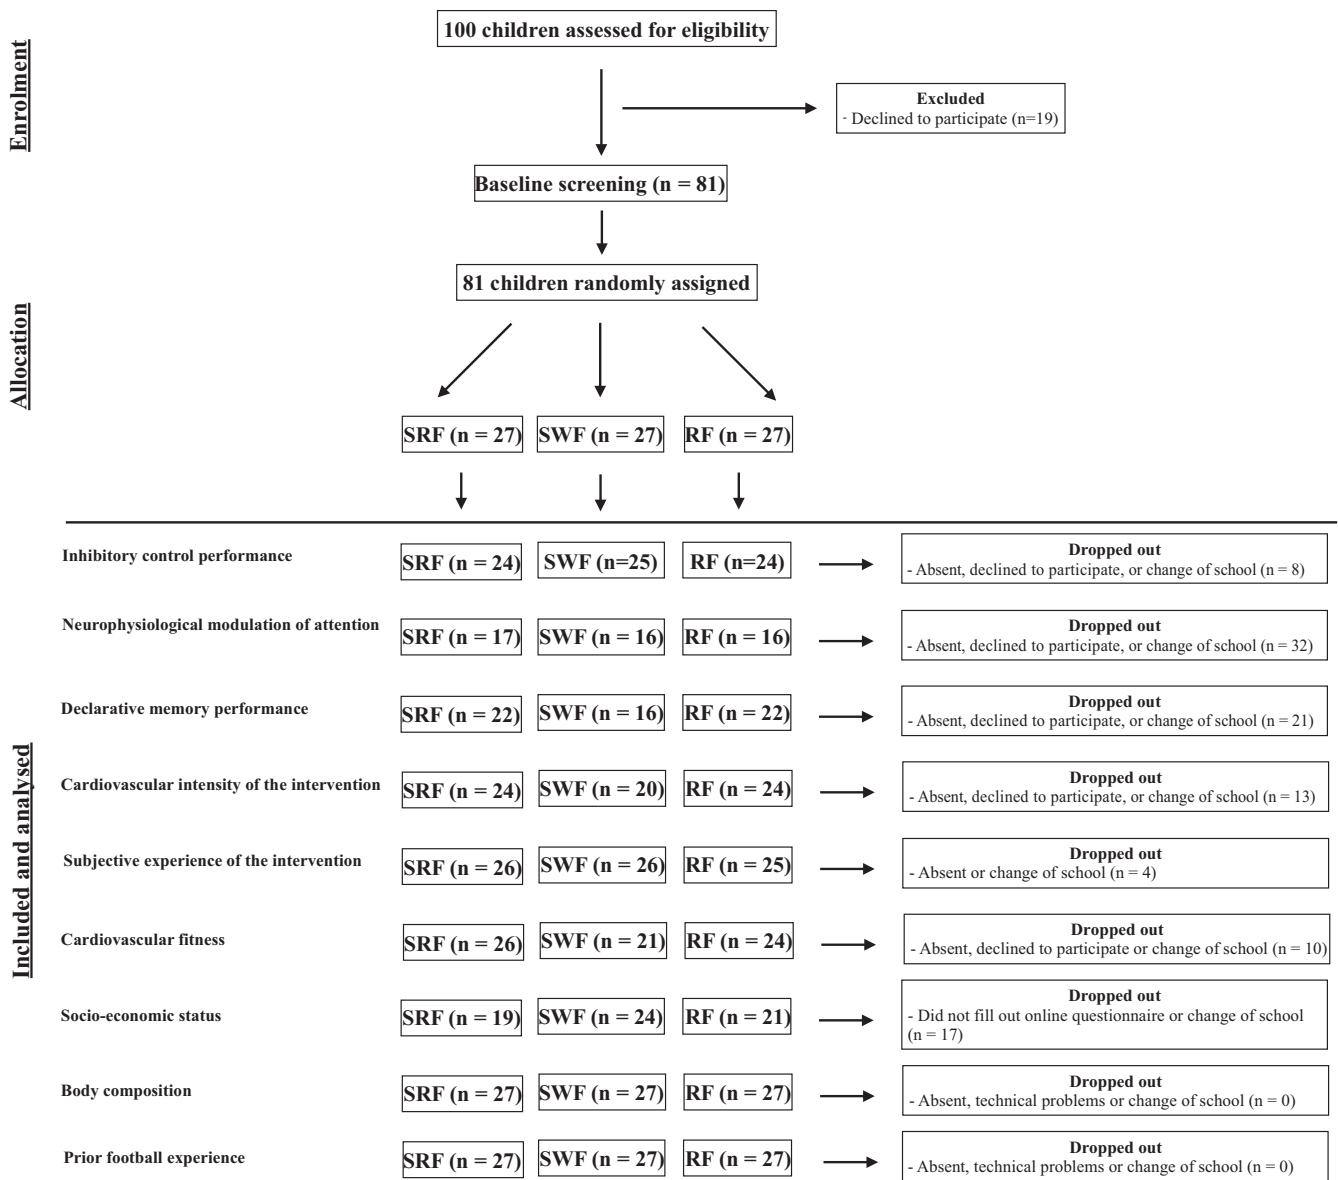 100 children assessed for eligibility
Enrolment
Excluded
- Declined to participate (n=19)
Baseline screening (n = 81)
81 children randomly assigned
Allocation
SRF (n = 27) SWF (n = 27) RF (n = 27)
Included and analysed
Inhibitory control performance SRF (n = 24) SWF (n=25) RF (n=24)
Dropped out
- Absent, declined to participate, or change of school (n = 8)
Neurophysiological modulation of attention SRF (n = 17) SWF (n = 16) RF (n = 16)
Dropped out
- Absent, declined to participate, or change of school (n = 32)
Declarative memory performance SRF (n = 22) SWF (n = 16) RF (n = 22)
Dropped out
- Absent, declined to participate, or change of school (n = 21)
Cardiovascular intensity of the intervention SRF (n = 24) SWF (n = 20) RF (n = 24)
Dropped out
- Absent, declined to participate, or change of school (n = 13)
Subjective experience of the intervention SRF (n = 26) SWF (n = 26) RF (n = 25)
Dropped out
- Absent or change of school (n = 4)
Cardiovascular fitness SRF (n = 26) SWF (n = 21) RF (n = 24)
Dropped out
- Absent, declined to participate or change of school (n = 10)
Socio-economic status SRF (n = 19) SWF (n = 24) RF (n = 21)
Dropped out
- Did not fill out online questionnaire or change of school
(n = 17)
Body composition SRF (n = 27) SWF (n = 27) RF (n = 27)
Dropped out
- Absent, technical problems or change of school (n = 0)
Prior football experience SRF (n = 27) SWF (n = 27) RF (n = 27)
Dropped out
- Absent, technical problems or change of school (n = 0)